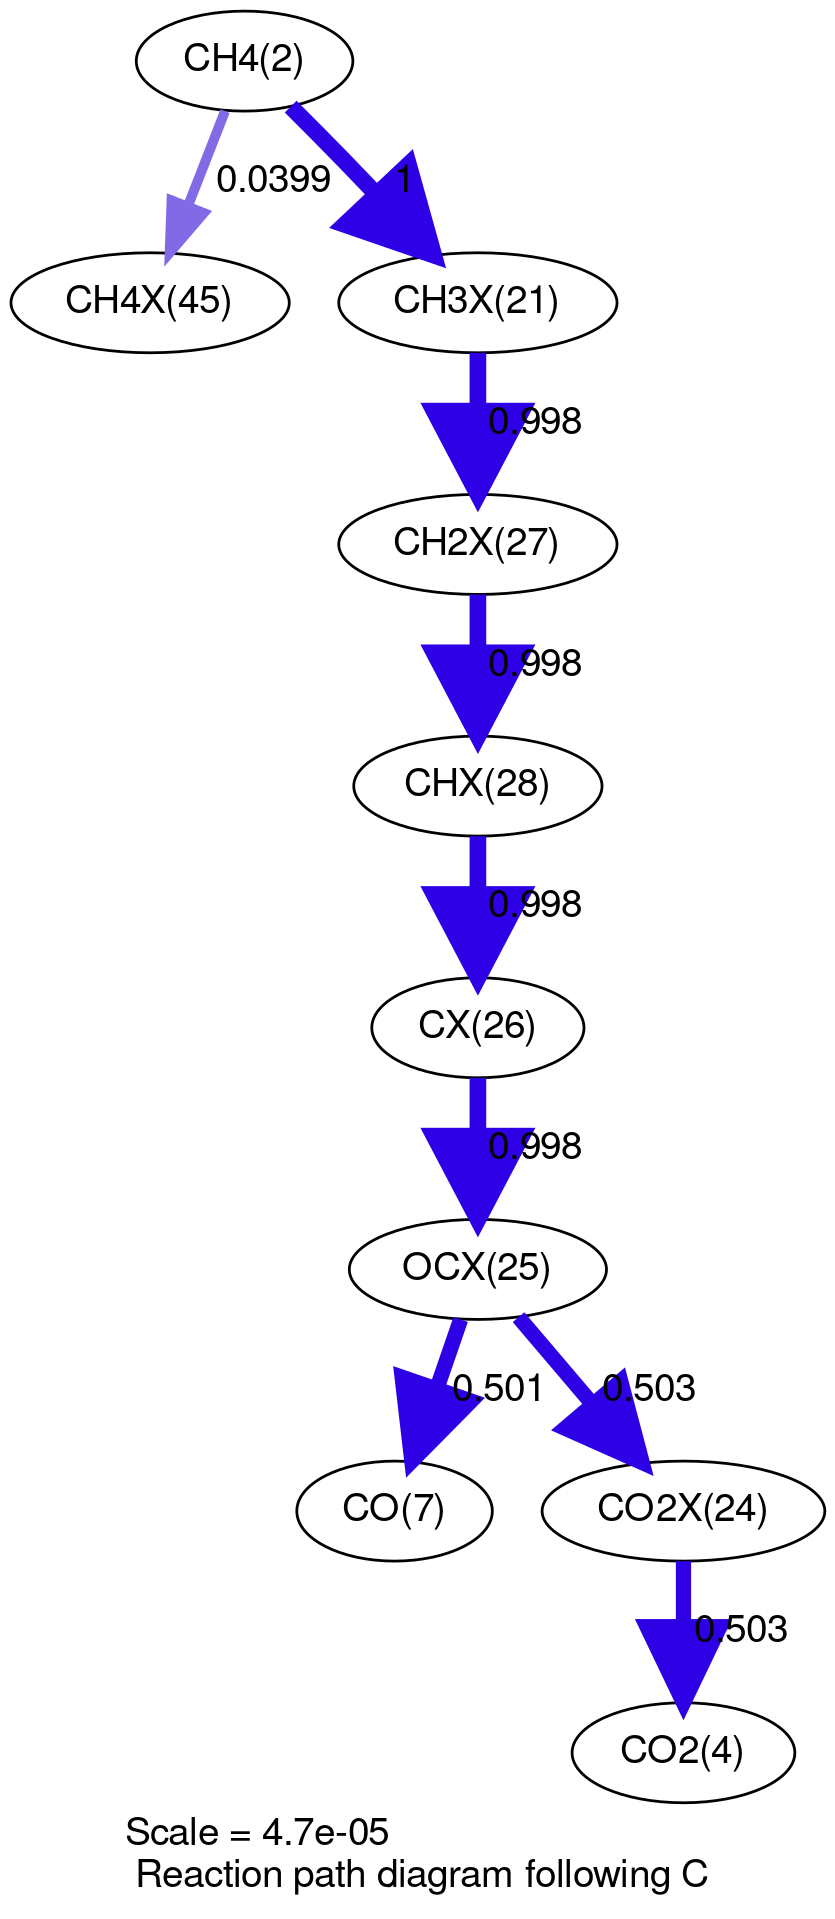 CH4(2)
0.0399
1
CH4X(45)
CH3X(21)
0.998
CH2X(27)
0.998
CHX(28)
0.998
CX(26)
0.998
OCX(25)
0.501
0.503
CO(7)
CO2X(24)
0.503
CO2(4)
Scale = 4.7e-05
Reaction path diagram following C